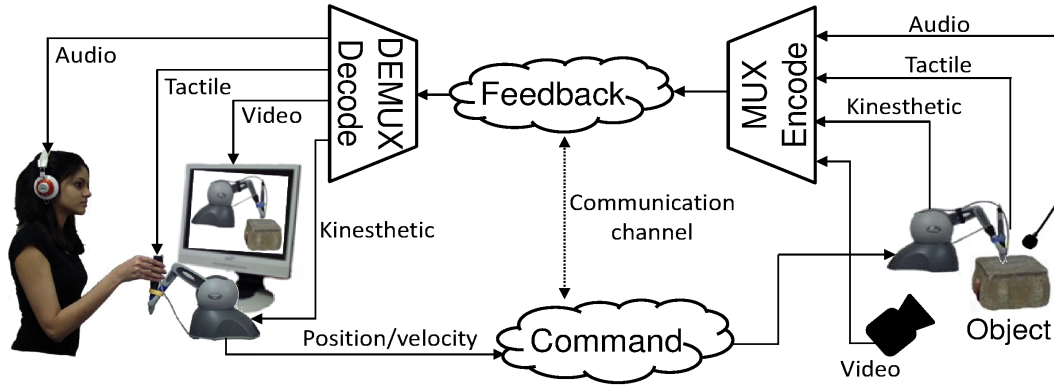 Audio
Tactile
Video
Kinesthetic
DEMUX
Decode
Feedback
MUX
Encode
Audio
Tactile
Kinesthetic
Communication
channel
Position/velocity
Command
Video
Object